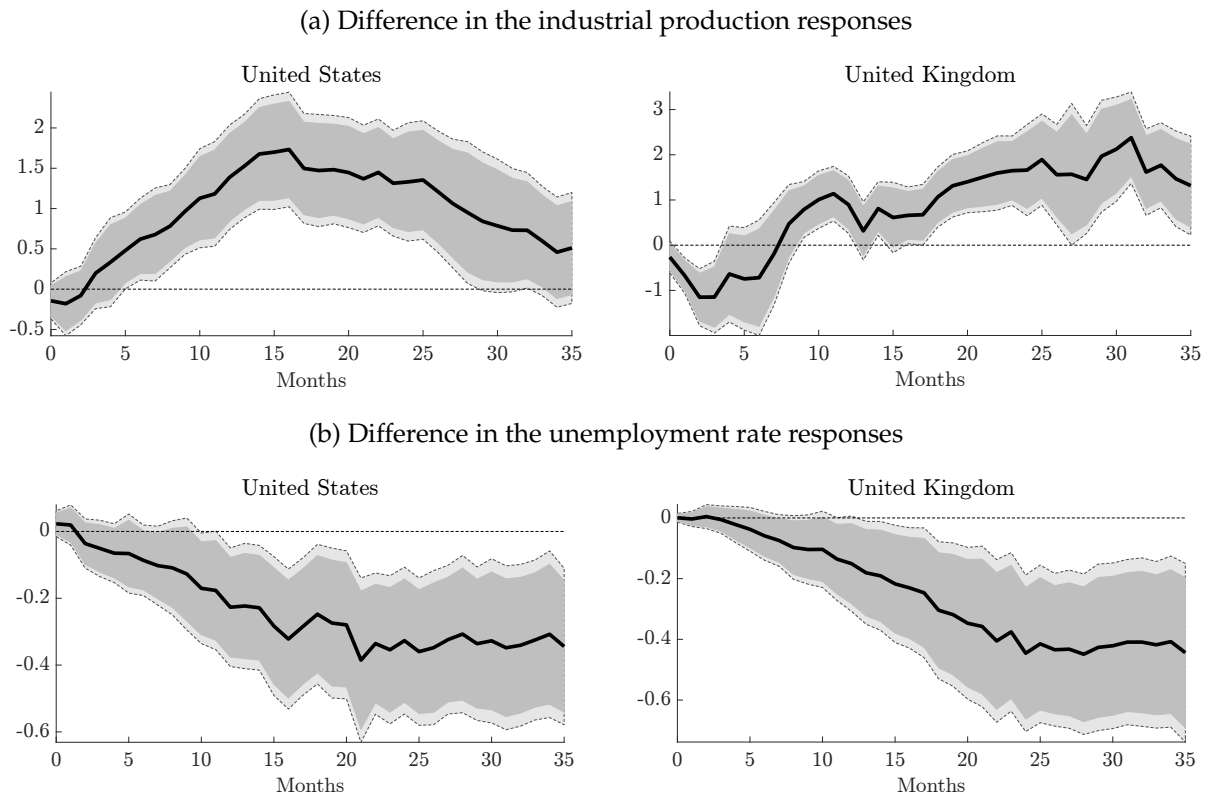 (a) Difference in the industrial production responses
United States
United Kingdom
2
1.5
1
0.5
0
-0.5
0 5 10 15 20 25 30 35
Months
3
2
1
0
-1
0 5 10 15 20 25 30 35
Months
(b) Difference in the unemployment rate responses
United States
United Kingdom
0
-0.2
-0.4
-0.6
0 5 10 15 20 25 30 35
Months
0
-0.2
-0.4
-0.6
0 5 10 15 20 25 30 35
Months